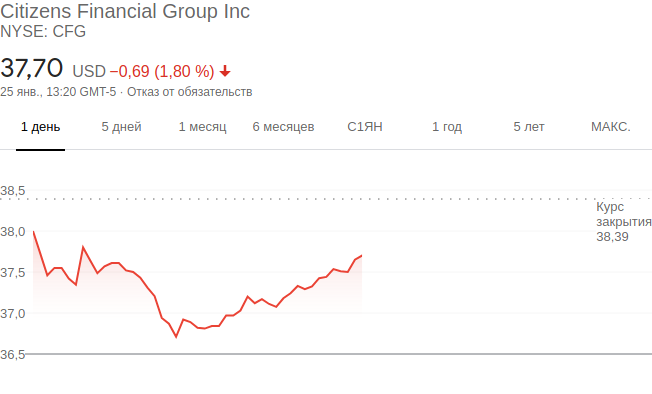 Citizens Financial Group Inc
NYSE: CFG
37,70 USD −0,69 (1,80 %)
25 янв., 13:20 GMT-5 · Отказ от обязательств
1 день 5 дней 1 месяц 6 месяцев С1ЯН 1 год 5 лет МАКС.
38,5
Курс
закрытия
38,39
38,0
37,5
37,0
36,5